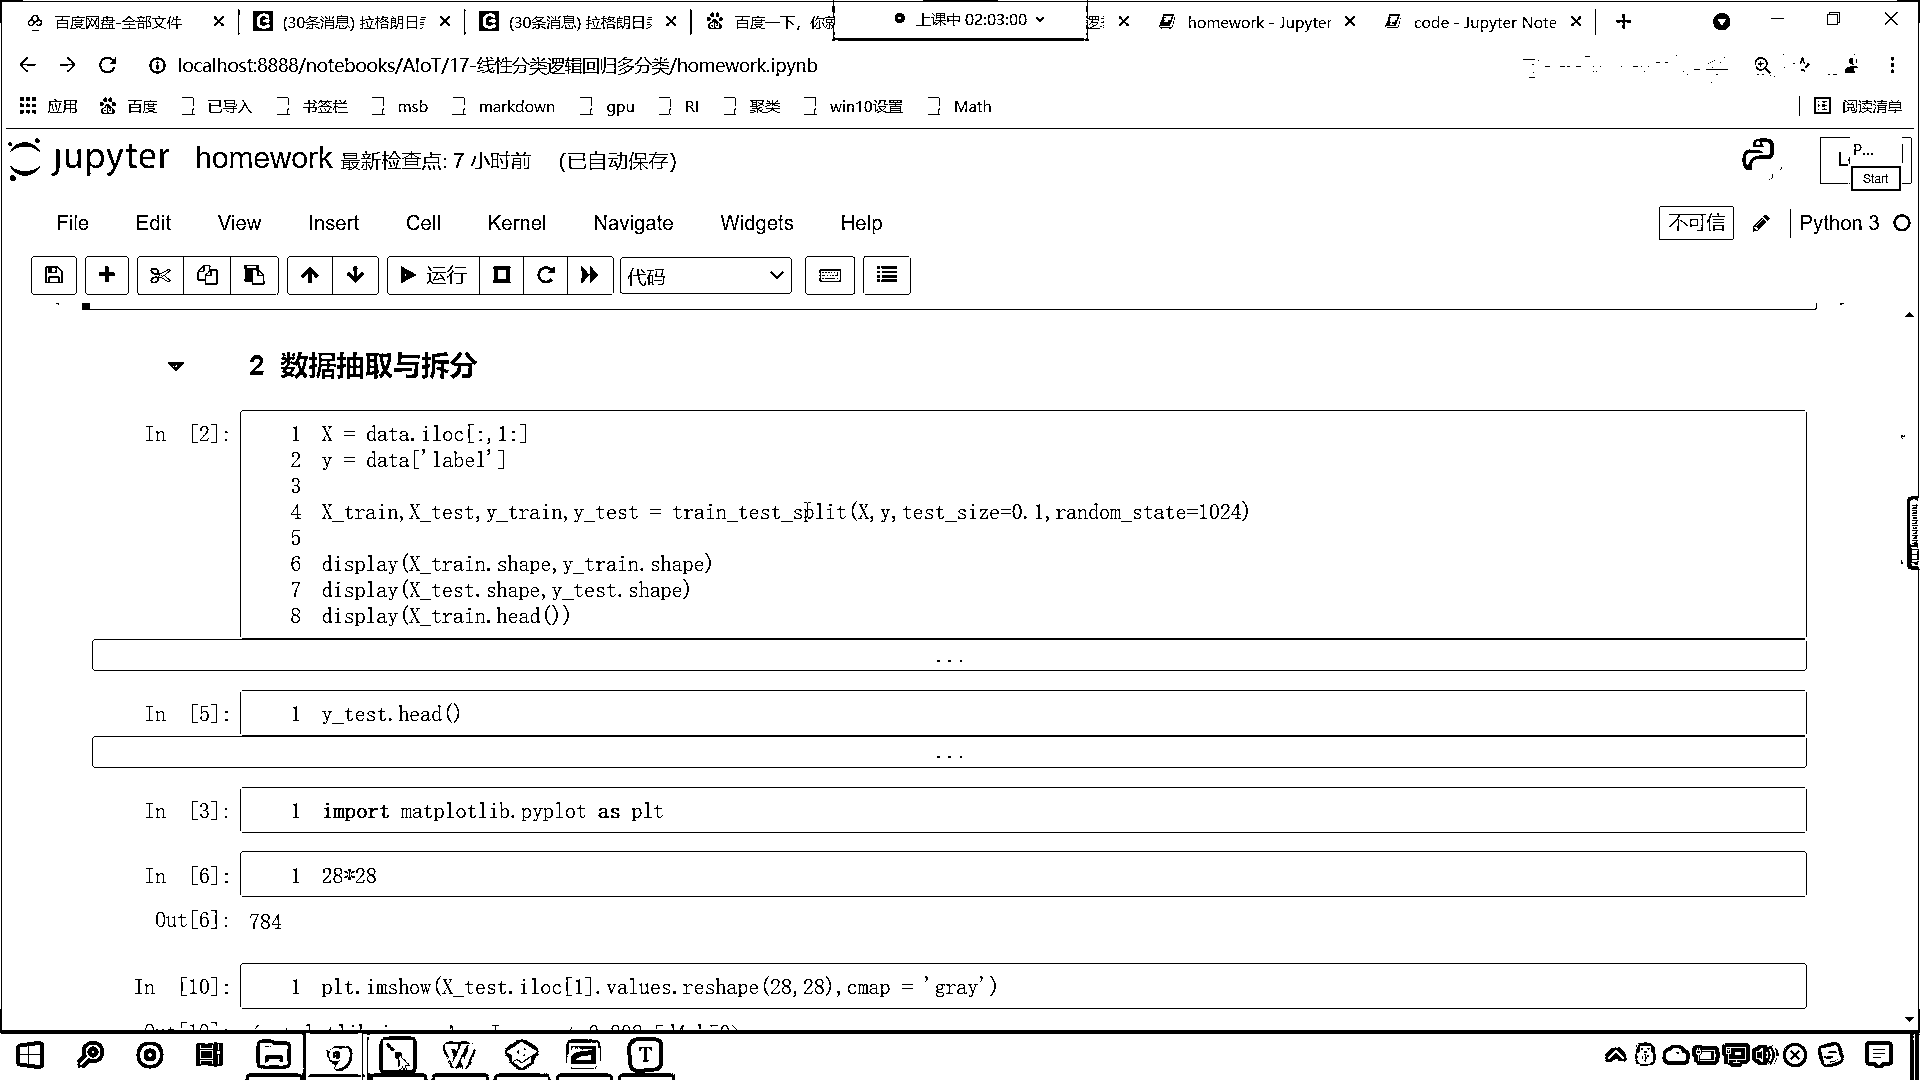 百度网盘-全部文件
(30条消息) 拉格朗日
(30条消息) 拉格朗日
百度一下，你
上课中 02:03:00
homework - Jupyter
code - Jupyter Note
localhost:8888/notebooks/AIoT/17-线性分类逻辑回归多分类/homework.ipynb
应用 百度 已导入 书签栏 msb markdown gpu RI 聚类 win10设置 Math 阅读清单
jupyter homework 最新检查点: 7 小时前 (已自动保存)
P...
Start
File Edit View Insert Cell Kernel Navigate Widgets Help 不可信 Python 3
运行 代码
2 数据抽取与拆分
In [2]:
1 X = data.iloc[:,1:]
2 y = data['label']
3
4 X_train,X_test,y_train,y_test = train_test_split(X,y,test_size=0.1,random_state=1024)
5
6 display(X_train.shape,y_train.shape)
7 display(X_test.shape,y_test.shape)
8 display(X_train.head())
...
In [5]: 1 y_test.head()
...
In [3]: 1 import matplotlib.pyplot as plt
In [6]: 1 28*28
Out[6]: 784
In [10]: 1 plt.imshow(X_test.iloc[1].values.reshape(28,28),cmap = 'gray')